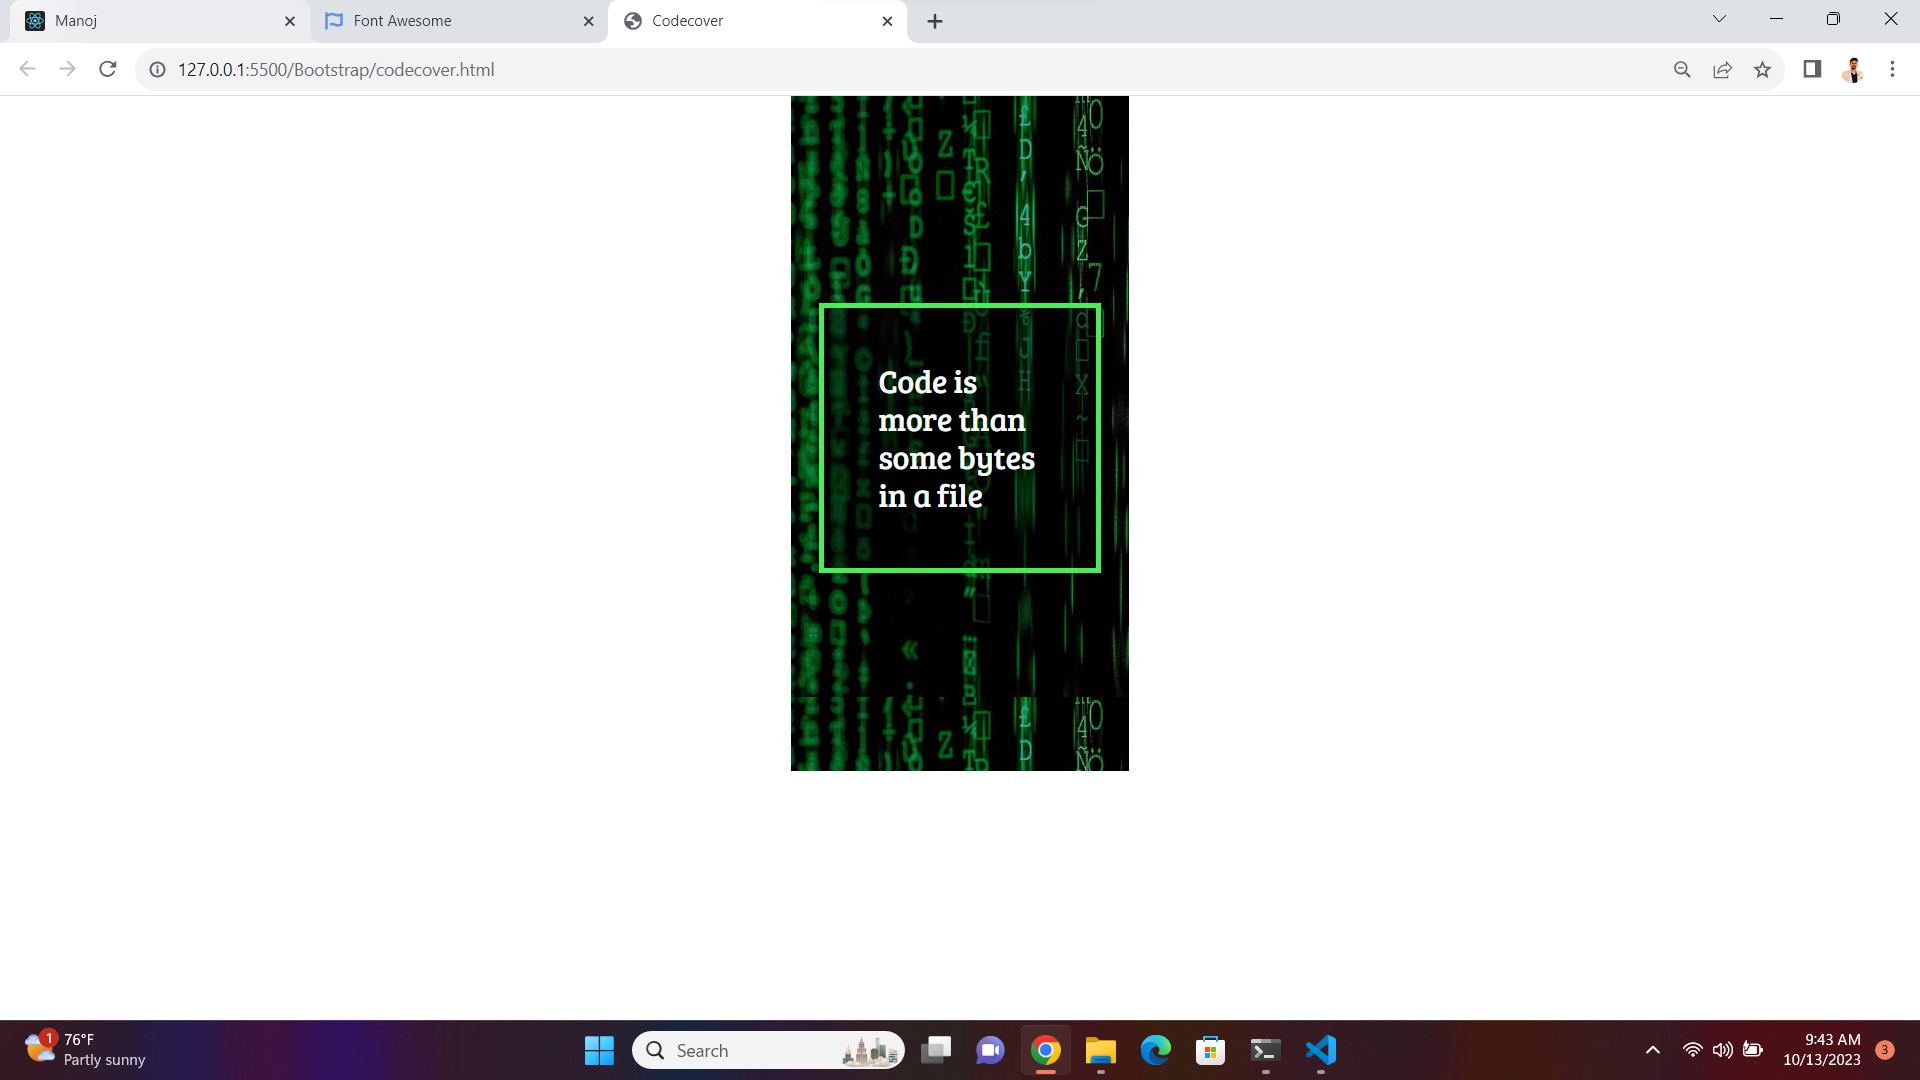 Manoj
Font Awesome
Codecover
127.0.0.1:5500/Bootstrap/codecover.html
Code is
more than
some bytes
in a file
1
76°F
Partly sunny
Search
9:43 AM
10/13/2023
3